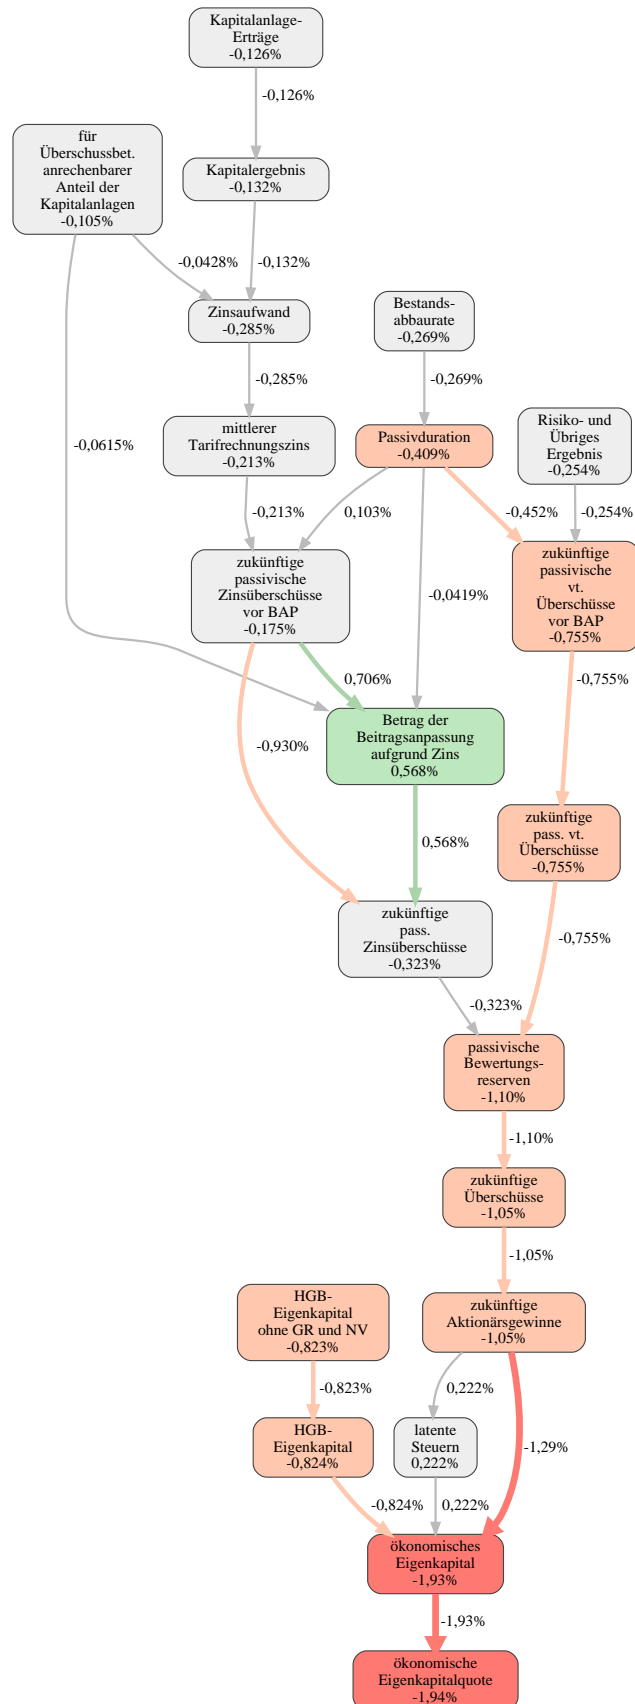 Kapitalanlage-
Erträge
-0,126%
-0,126%
für
Überschussbet.
anrechenbarer
Anteil der
Kapitalanlagen
-0,105%
Kapitalergebnis
-0,132%
-0,0428%
-0,132%
Zinsaufwand
-0,285%
Bestands-
abbaurate
-0,269%
-0,285%
-0,269%
-0,0615%
mittlerer
Tarifrechnungszins
-0,213%
Passivduration
-0,409%
Risiko- und
Übriges
Ergebnis
-0,254%
-0,213%
0,103%
-0,452%
-0,254%
zukünftige
passivische
Zinsüberschüsse
vor BAP
-0,175%
-0,0419%
zukünftige
passivische
vt.
Überschüsse
vor BAP
-0,755%
0,706%
-0,755%
-0,930%
Betrag der
Beitragsanpassung
aufgrund Zins
0,568%
0,568%
zukünftige
pass. vt.
Überschüsse
-0,755%
zukünftige
pass.
Zinsüberschüsse
-0,323%
-0,755%
-0,323%
passivische
Bewertungs-
reserven
-1,10%
-1,10%
zukünftige
Überschüsse
-1,05%
-1,05%
HGB-
Eigenkapital
ohne GR und NV
-0,823%
zukünftige
Aktionärsgewinne
-1,05%
-0,823%
0,222%
HGB-
Eigenkapital
-0,824%
latente
Steuern
0,222%
-1,29%
-0,824%
0,222%
ökonomisches
Eigenkapital
-1,93%
-1,93%
ökonomische
Eigenkapitalquote
-1,94%